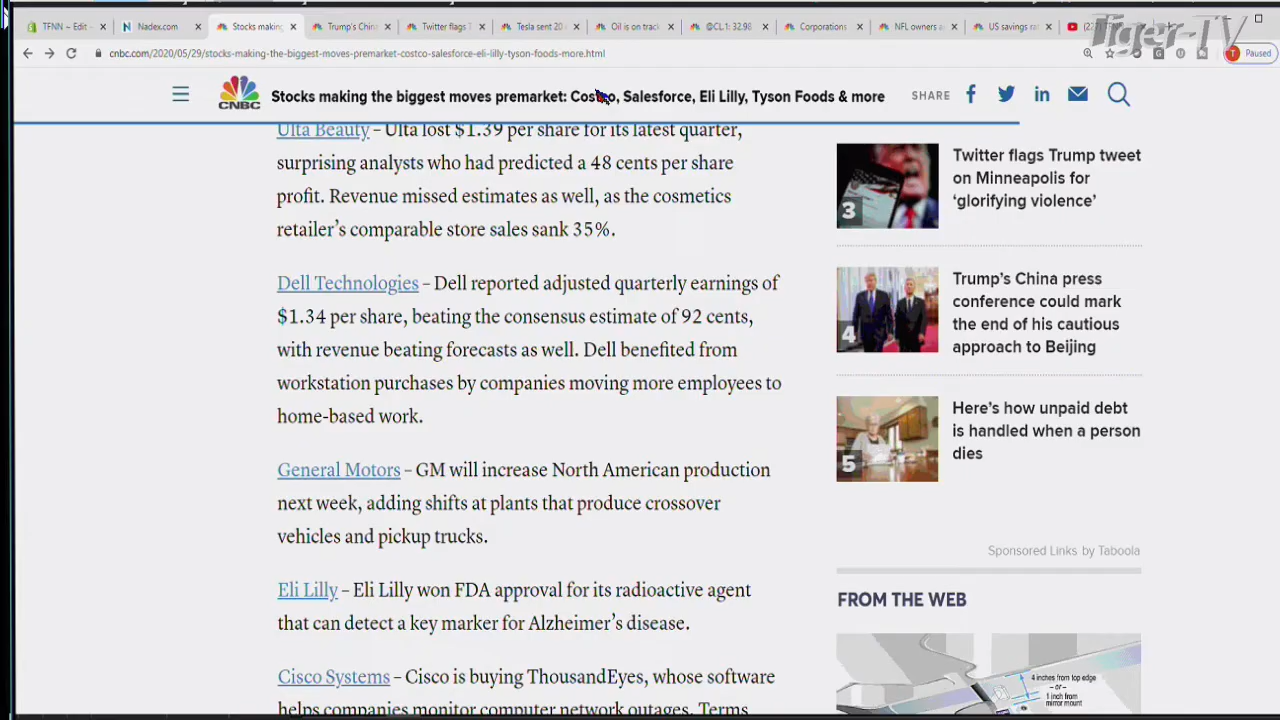 TFNN – Edit –
Nadex.com
Stocks making
Trump's China
Twitter flags T
Tesla sent 20
Oil is on track
@CL.1: 32.98
Corporations
NFL owners a
US savings ra
Tiger-TV
cnbc.com/2020/05/29/stocks-making-the-biggest-moves-premarket-costco-salesforce-eli-lilly-tyson-foods-more.html
T Paused
CNBC
Stocks making the biggest moves premarket: Costco, Salesforce, Eli Lilly, Tyson Foods & more
SHARE
Ulta Beauty – Ulta lost $1.39 per share for its latest quarter,
surprising analysts who had predicted a 48 cents per share
profit. Revenue missed estimates as well, as the cosmetics
retailer's comparable store sales sank 35%.
Dell Technologies – Dell reported adjusted quarterly earnings of
$1.34 per share, beating the consensus estimate of 92 cents,
with revenue beating forecasts as well. Dell benefited from
workstation purchases by companies moving more employees to
home-based work.
General Motors – GM will increase North American production
next week, adding shifts at plants that produce crossover
vehicles and pickup trucks.
Eli Lilly – Eli Lilly won FDA approval for its radioactive agent
that can detect a key marker for Alzheimer's disease.
Cisco Systems – Cisco is buying ThousandEyes, whose software
helps companies monitor computer network outages. Terms
3
Twitter flags Trump tweet
on Minneapolis for
‘glorifying violence’
4
Trump's China press
conference could mark
the end of his cautious
approach to Beijing
5
Here's how unpaid debt
is handled when a person
dies
Sponsored Links by Taboola
FROM THE WEB
4 inches from top edge
– or –
1 inch from
mirror mount